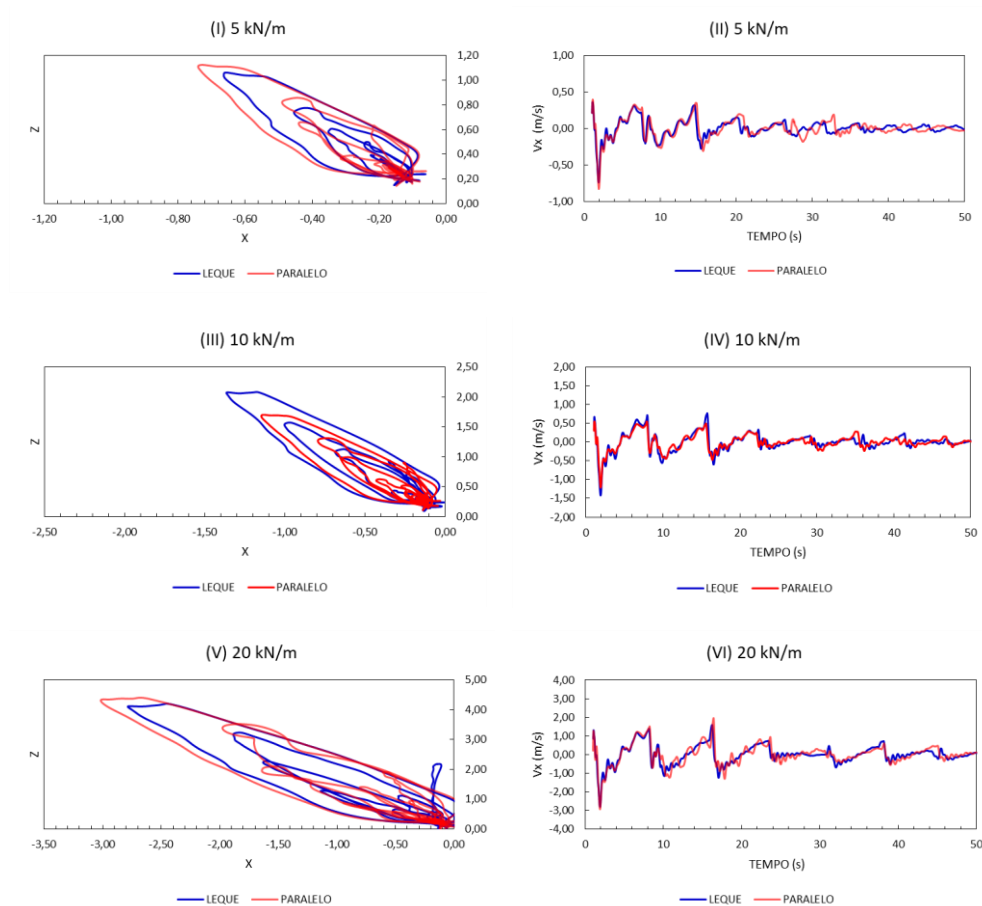 (I) 5 kN/m
1,20
1,00
0,80
0,60
0,40
0,20
0,00
Z
-1,20 -1,00 -0,80 -0,60 -0,40 -0,20 0,00
X
LEQUE PARALELO
(II) 5 kN/m
1,00
0,50
0,00
-0,50
-1,00
Vx (m/s)
0 10 20 30 40 50
TEMPO (s)
LEQUE PARALELO
(III) 10 kN/m
2,50
2,00
1,50
1,00
0,50
0,00
Z
-2,50 -2,00 -1,50 -1,00 -0,50 0,00
X
LEQUE PARALELO
(IV) 10 kN/m
2,00
1,50
1,00
0,50
0,00
-0,50
-1,00
-1,50
-2,00
Vx (m/s)
0 10 20 30 40 50
TEMPO (s)
LEQUE PARALELO
(V) 20 kN/m
5,00
4,00
3,00
2,00
1,00
0,00
Z
-3,50 -3,00 -2,50 -2,00 -1,50 -1,00 -0,50 0,00
X
LEQUE PARALELO
(VI) 20 kN/m
4,00
3,00
2,00
1,00
0,00
-1,00
-2,00
-3,00
-4,00
Vx (m/s)
0 10 20 30 40 50
TEMPO (s)
LEQUE PARALELO